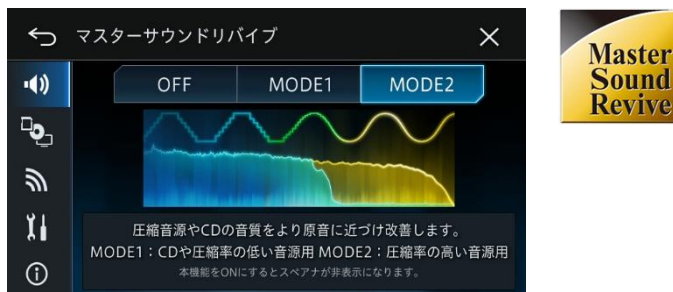 マスターサウンドリバイブ
OFF MODE1 MODE2
圧縮音源やCDの音質をより原音に近づけ改善します。
MODE1：CDや圧縮率の低い音源用 MODE2：圧縮率の高い音源用
本機能をONにするとスペアナが非表示になります。
Master
Sound
Revive